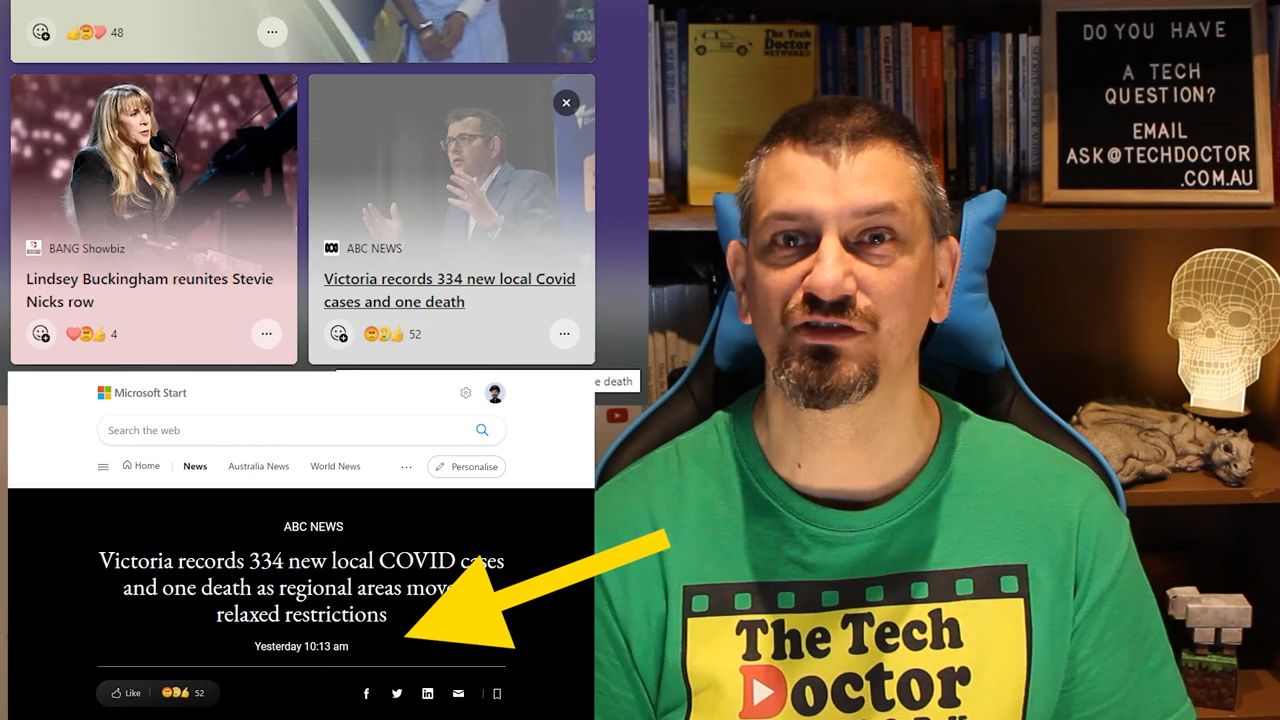 48
BANG Showbiz
Lindsey Buckingham reunites Stevie
Nicks row
4
ABC NEWS
Victoria records 334 new local Covid
cases and one death
52
e death
Microsoft Start
Search the web
Home
News
Australia News
World News
Personalise
ABC NEWS
Victoria records 334 new local COVID cases
and one death as regional areas move
relaxed restrictions
Yesterday 10:13 am
Like
52
The Tech
Doctor
NETWORK
DO YOU HAVE
A TECH
QUESTION?
EMAIL
ASK@TECHDOCTOR
.COM.AU
The Tech
Doctor